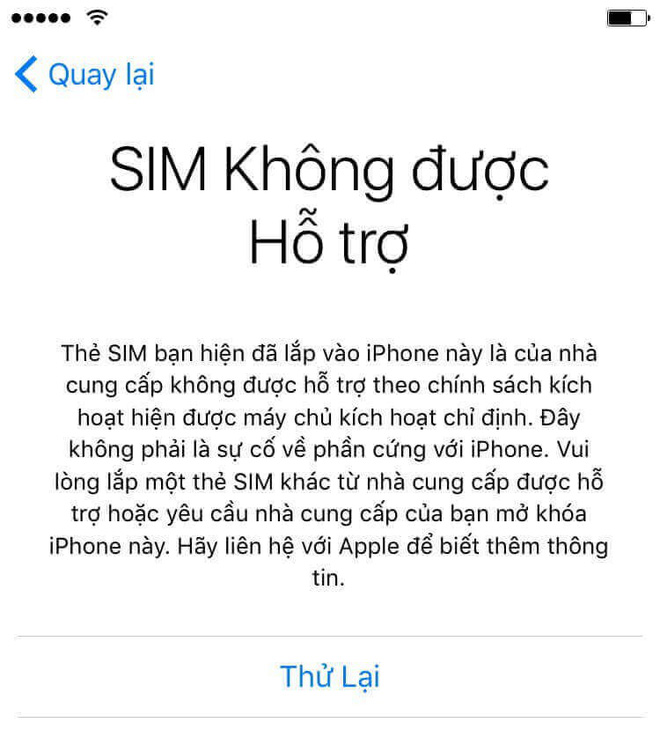 Quay lại
SIM Không được
Hỗ trợ
Thẻ SIM bạn hiện đã lắp vào iPhone này là của nhà
cung cấp không được hỗ trợ theo chính sách kích
hoạt hiện được máy chủ kích hoạt chỉ định. Đây
không phải là sự cố về phần cứng với iPhone. Vui
lòng lắp một thẻ SIM khác từ nhà cung cấp được hỗ
trợ hoặc yêu cầu nhà cung cấp của bạn mở khóa
iPhone này. Hãy liên hệ với Apple để biết thêm thông
tin.
Thử Lại